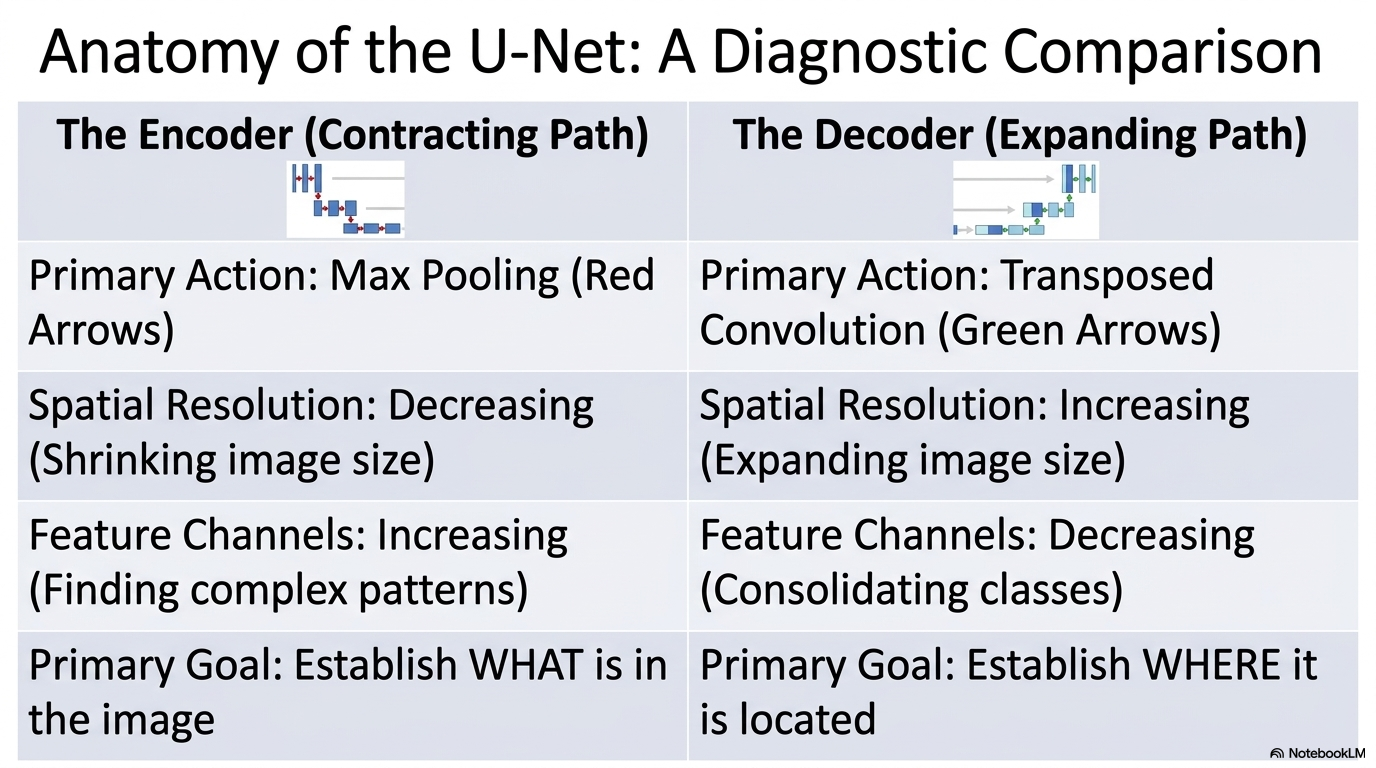 Anatomy of the U-Net: A Diagnostic Comparison
The Encoder (Contracting Path)
The Decoder (Expanding Path)
Primary Action: Max Pooling (Red
Arrows)
Primary Action: Transposed
Convolution (Green Arrows)
Spatial Resolution: Decreasing
(Shrinking image size)
Spatial Resolution: Increasing
(Expanding image size)
Feature Channels: Increasing
(Finding complex patterns)
Feature Channels: Decreasing
(Consolidating classes)
Primary Goal: Establish WHAT is in
the image
Primary Goal: Establish WHERE it
is located
NotebookLM